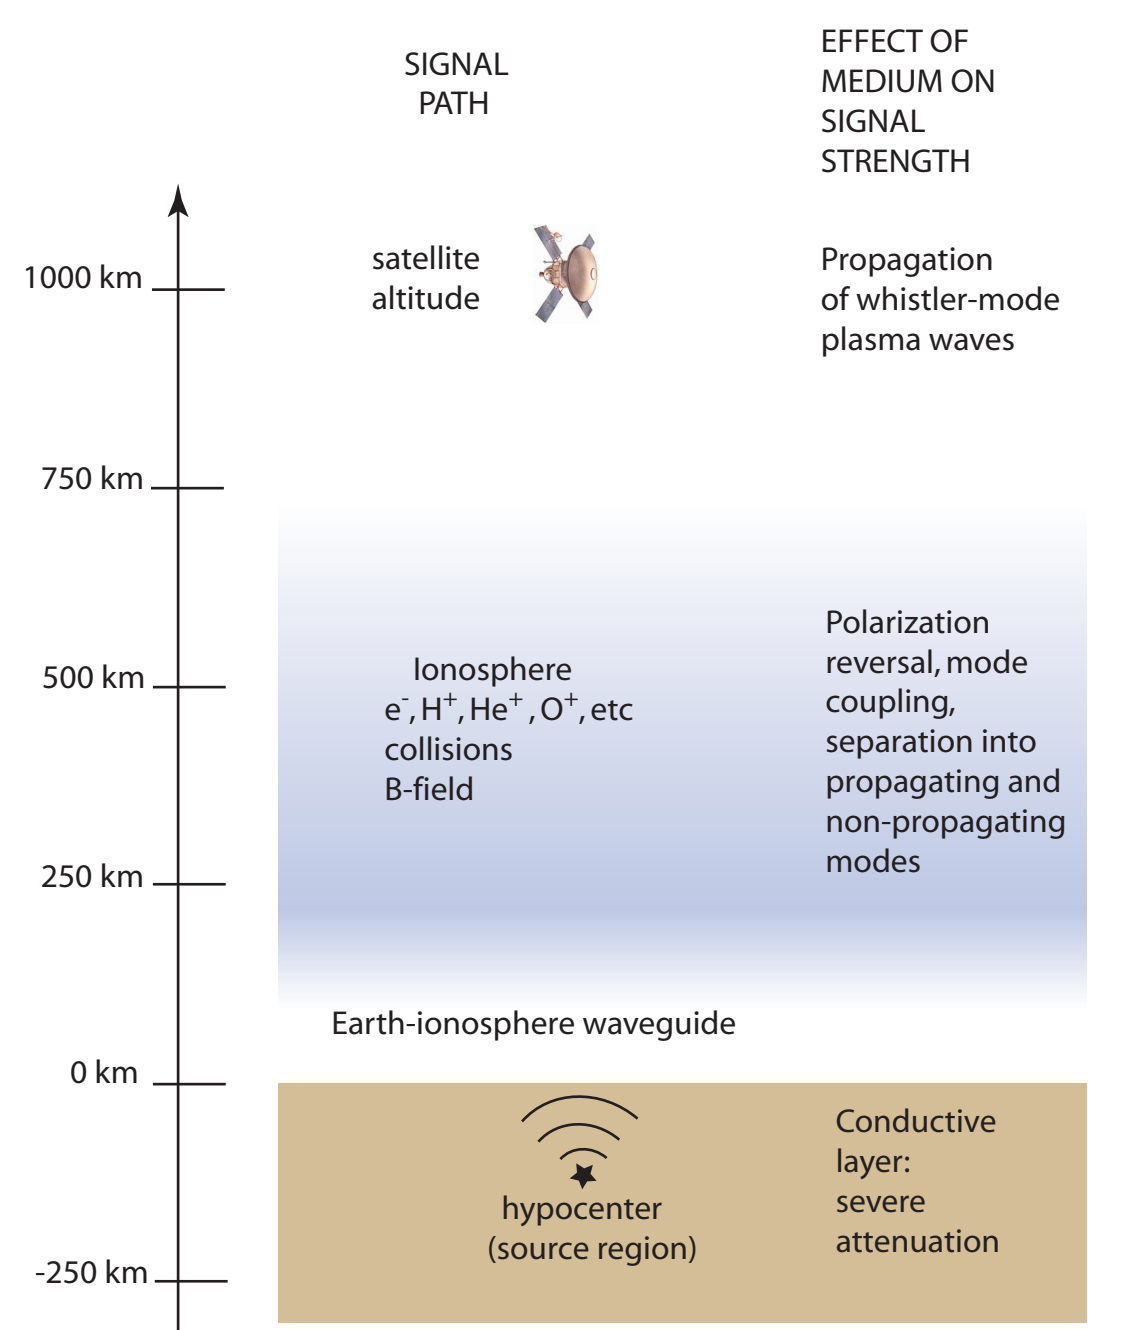 SIGNAL
PATH
EFFECT OF
MEDIUM ON
SIGNAL
STRENGTH
1000 km
satellite
altitude
Propagation
of whistler-mode
plasma waves
750 km
500 km
Ionosphere
e⁻, H⁺, He⁺, O⁺, etc
collisions
B-field
Polarization
reversal, mode
coupling,
separation into
propagating and
non-propagating
modes
250 km
Earth-ionosphere waveguide
0 km
hypocenter
(source region)
Conductive
layer:
severe
attenuation
-250 km